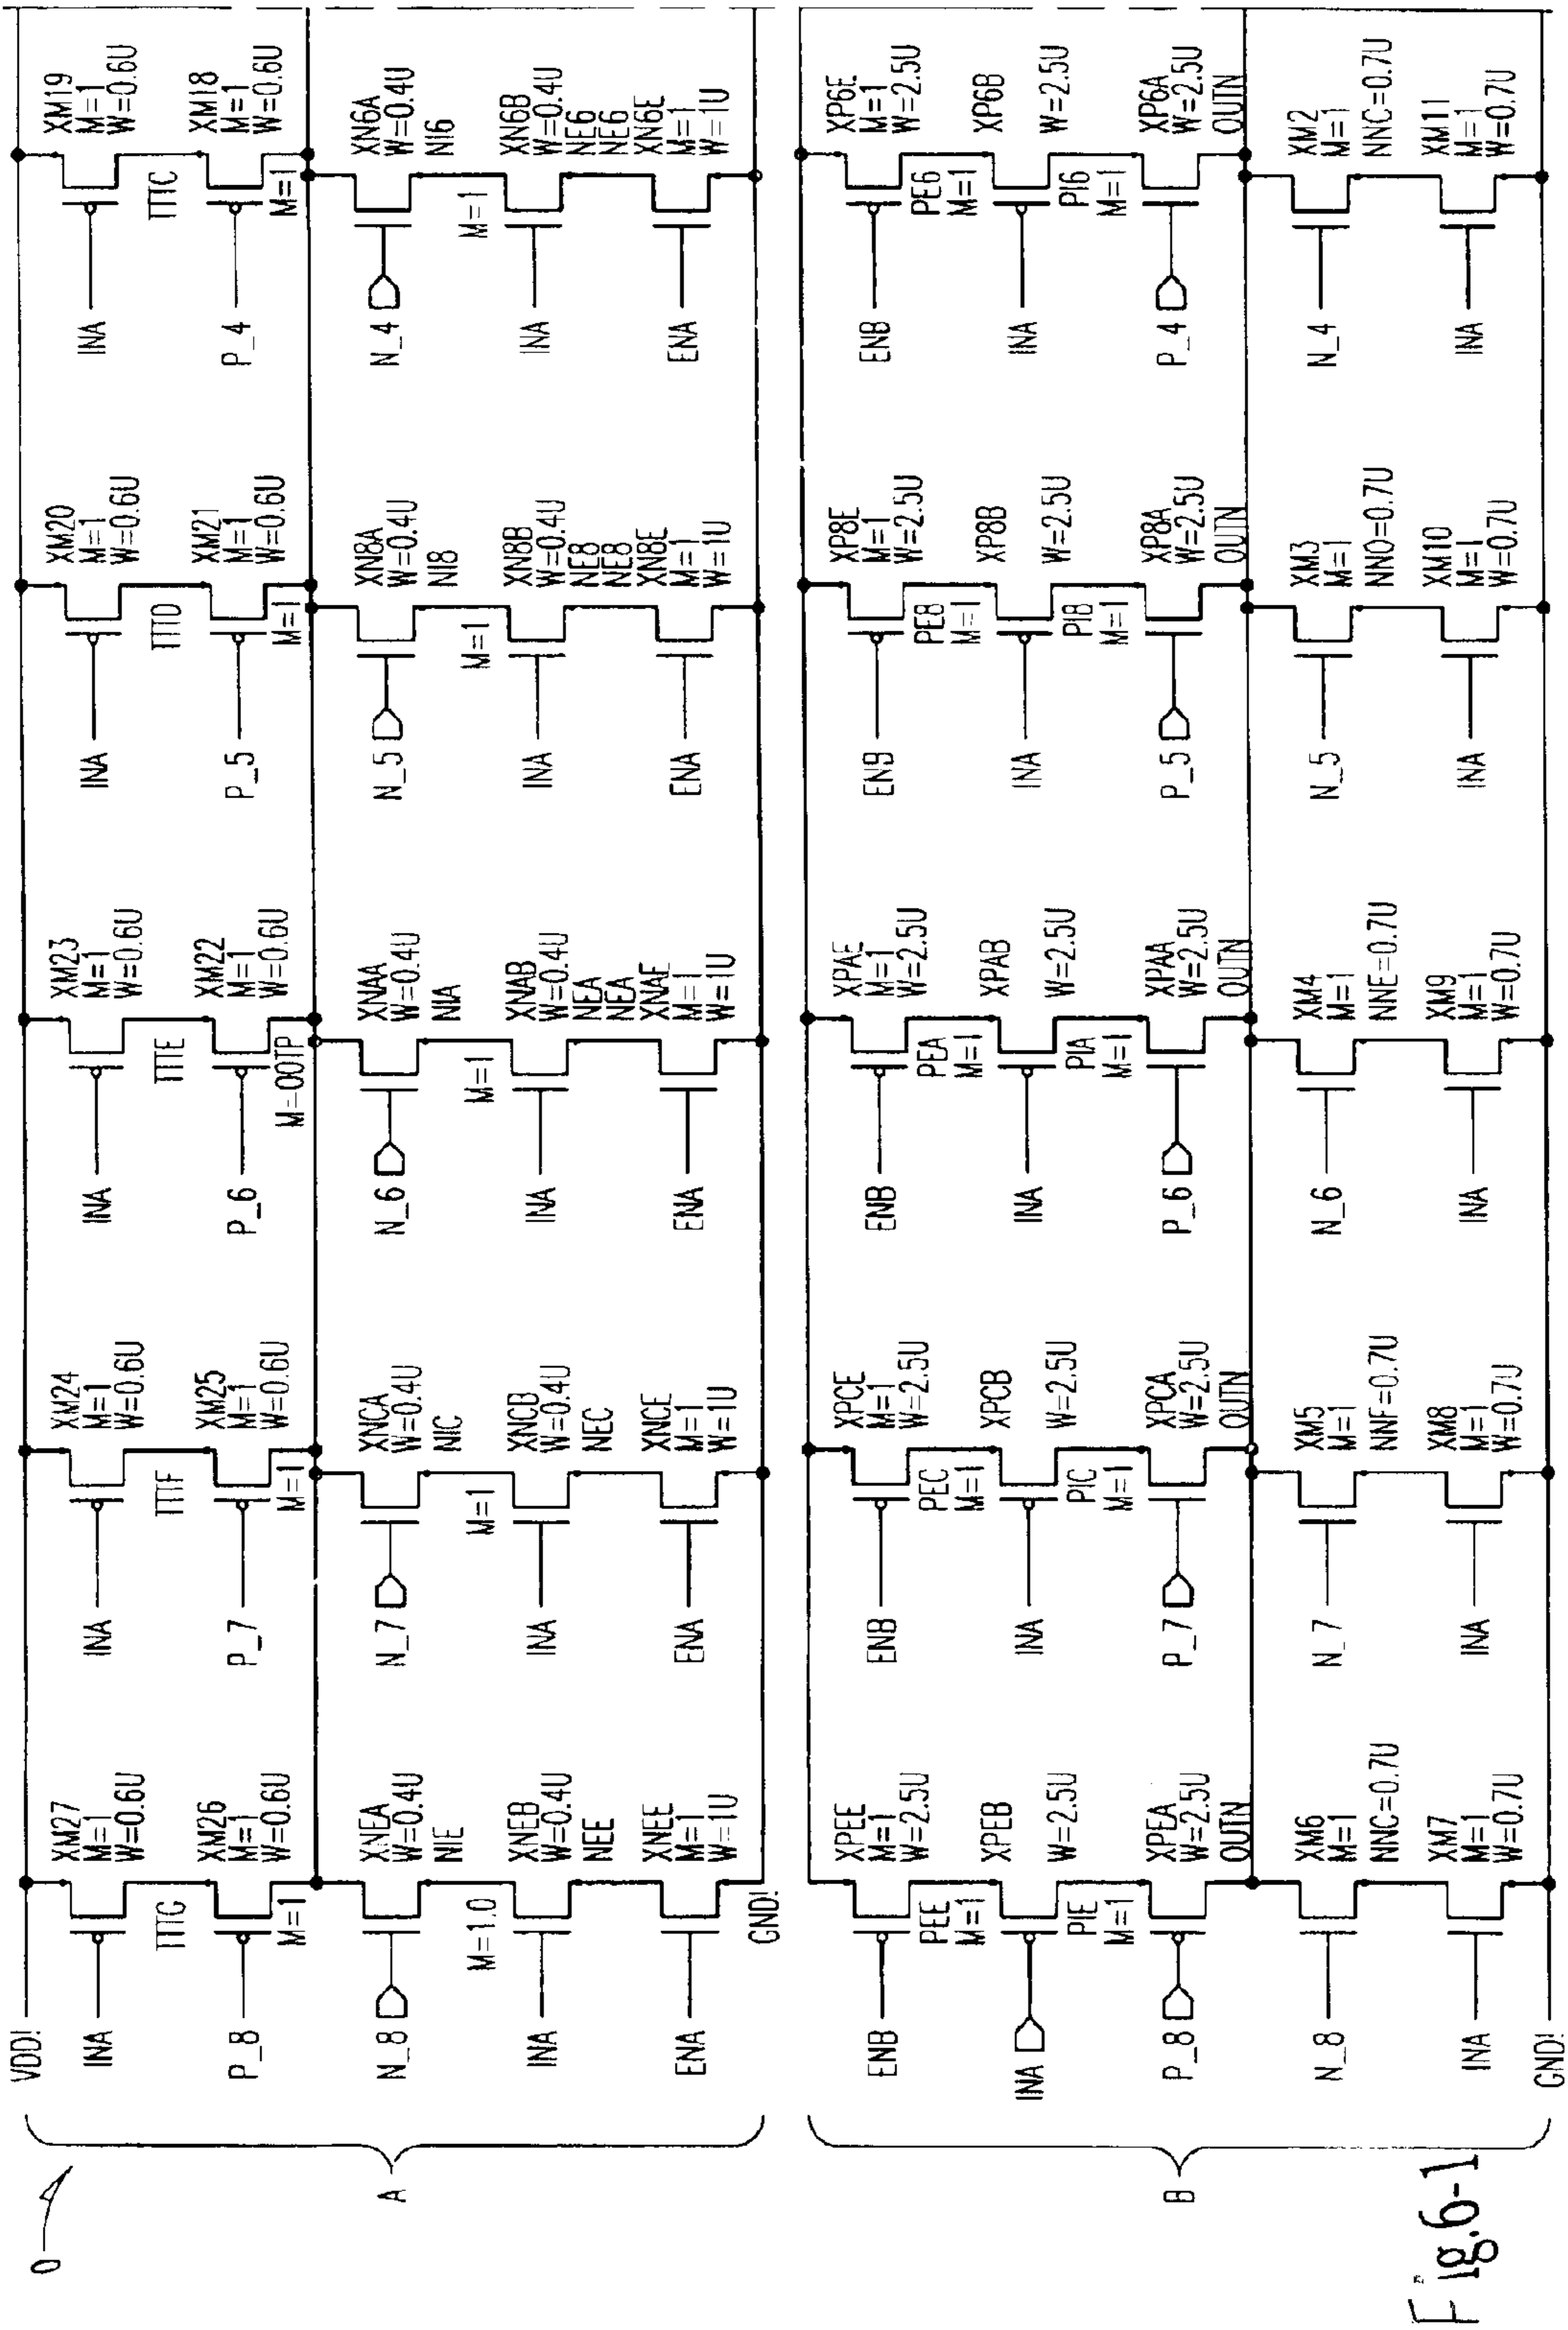 0
VDD!
A
INA
XM27
M=1
W=0.6U
TTTG
P_8
XM26
M=1
W=0.6U
M=1
N_8
XNEA
W=0.4U
NIE
M=1.0
INA
XNEB
W=0.4U
NEE
ENA
XNEE
M=1
W=1U
GND!
INA
XM24
M=1
W=0.6U
TTTF
P_7
XM25
M=1
W=0.6U
M=1
N_7
XNCA
W=0.4U
NIC
M=1
INA
XNCB
W=0.4U
NEC
ENA
XNCE
M=1
W=1U
INA
XM23
M=1
W=0.6U
TTTE
P_6
XM22
M=1
W=0.6U
M=OOTP
N_6
XNAA
W=0.4U
NIA
M=1
INA
XNAB
W=0.4U
NEA
NEA
ENA
XNAE
M=1
W=1U
INA
XM20
M=1
W=0.6U
TTTD
P_5
XM21
M=1
W=0.6U
M=1
N_5
XN8A
W=0.4U
NI8
M=1
INA
XN8B
W=0.4U
NE8
NE8
ENA
XN8E
M=1
W=1U
INA
XM19
M=1
W=0.6U
TTTC
P_4
XM18
M=1
W=0.6U
M=1
N_4
XN6A
W=0.4U
NI6
M=1
INA
XN6B
W=0.4U
NE6
NE6
ENA
XN6E
M=1
W=1U
B
ENB
XPEE
M=1
W=2.5U
PEE
M=1
INA
XPEB
W=2.5U
PIE
M=1
P_8
XPEA
W=2.5U
OUTN
N_8
XM6
M=1
NNC=0.7U
INA
XM7
M=1
W=0.7U
GND!
ENB
XPCE
M=1
W=2.5U
PEC
M=1
INA
XPCB
W=2.5U
PIC
M=1
P_7
XPCA
W=2.5U
OUTN
N_7
XM5
M=1
NNF=0.7U
INA
XM8
M=1
W=0.7U
ENB
XPAE
M=1
W=2.5U
PEA
M=1
INA
XPAB
W=2.5U
PIA
M=1
P_6
XPAA
W=2.5U
OUTN
N_6
XM4
M=1
NNE=0.7U
INA
XM9
M=1
W=0.7U
ENB
XP8E
M=1
W=2.5U
PE8
M=1
INA
XP8B
W=2.5U
PI8
M=1
P_5
XP8A
W=2.5U
OUTN
N_5
XM3
M=1
NNO=0.7U
INA
XM10
M=1
W=0.7U
ENB
XP6E
M=1
W=2.5U
PE6
M=1
INA
XP6B
W=2.5U
PI6
M=1
P_4
XP6A
W=2.5U
OUTN
N_4
XM2
M=1
NNC=0.7U
INA
XM11
M=1
W=0.7U
Fig.6-1